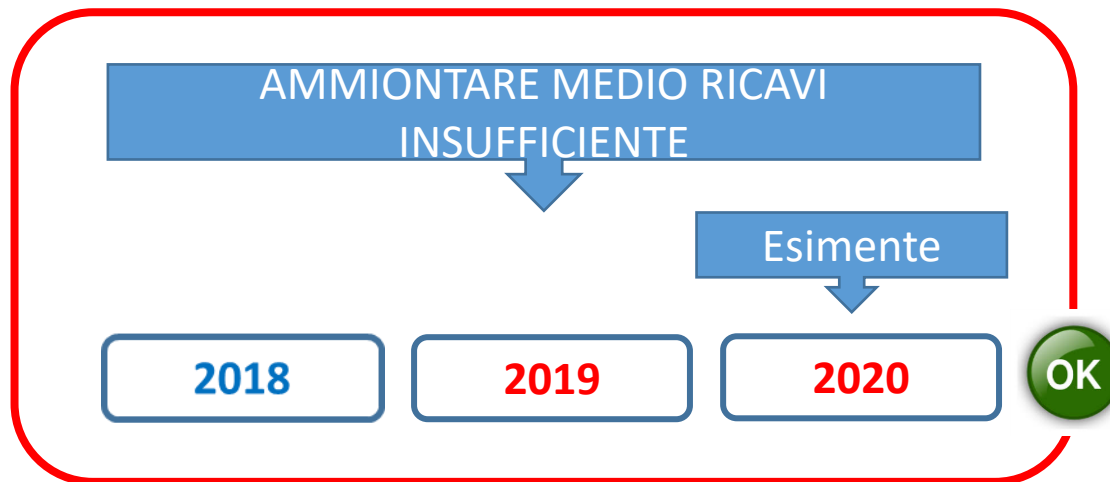 AMMIONTARE MEDIO RICAVI
INSUFFICIENTE
Esimente
2018
2019
2020
OK